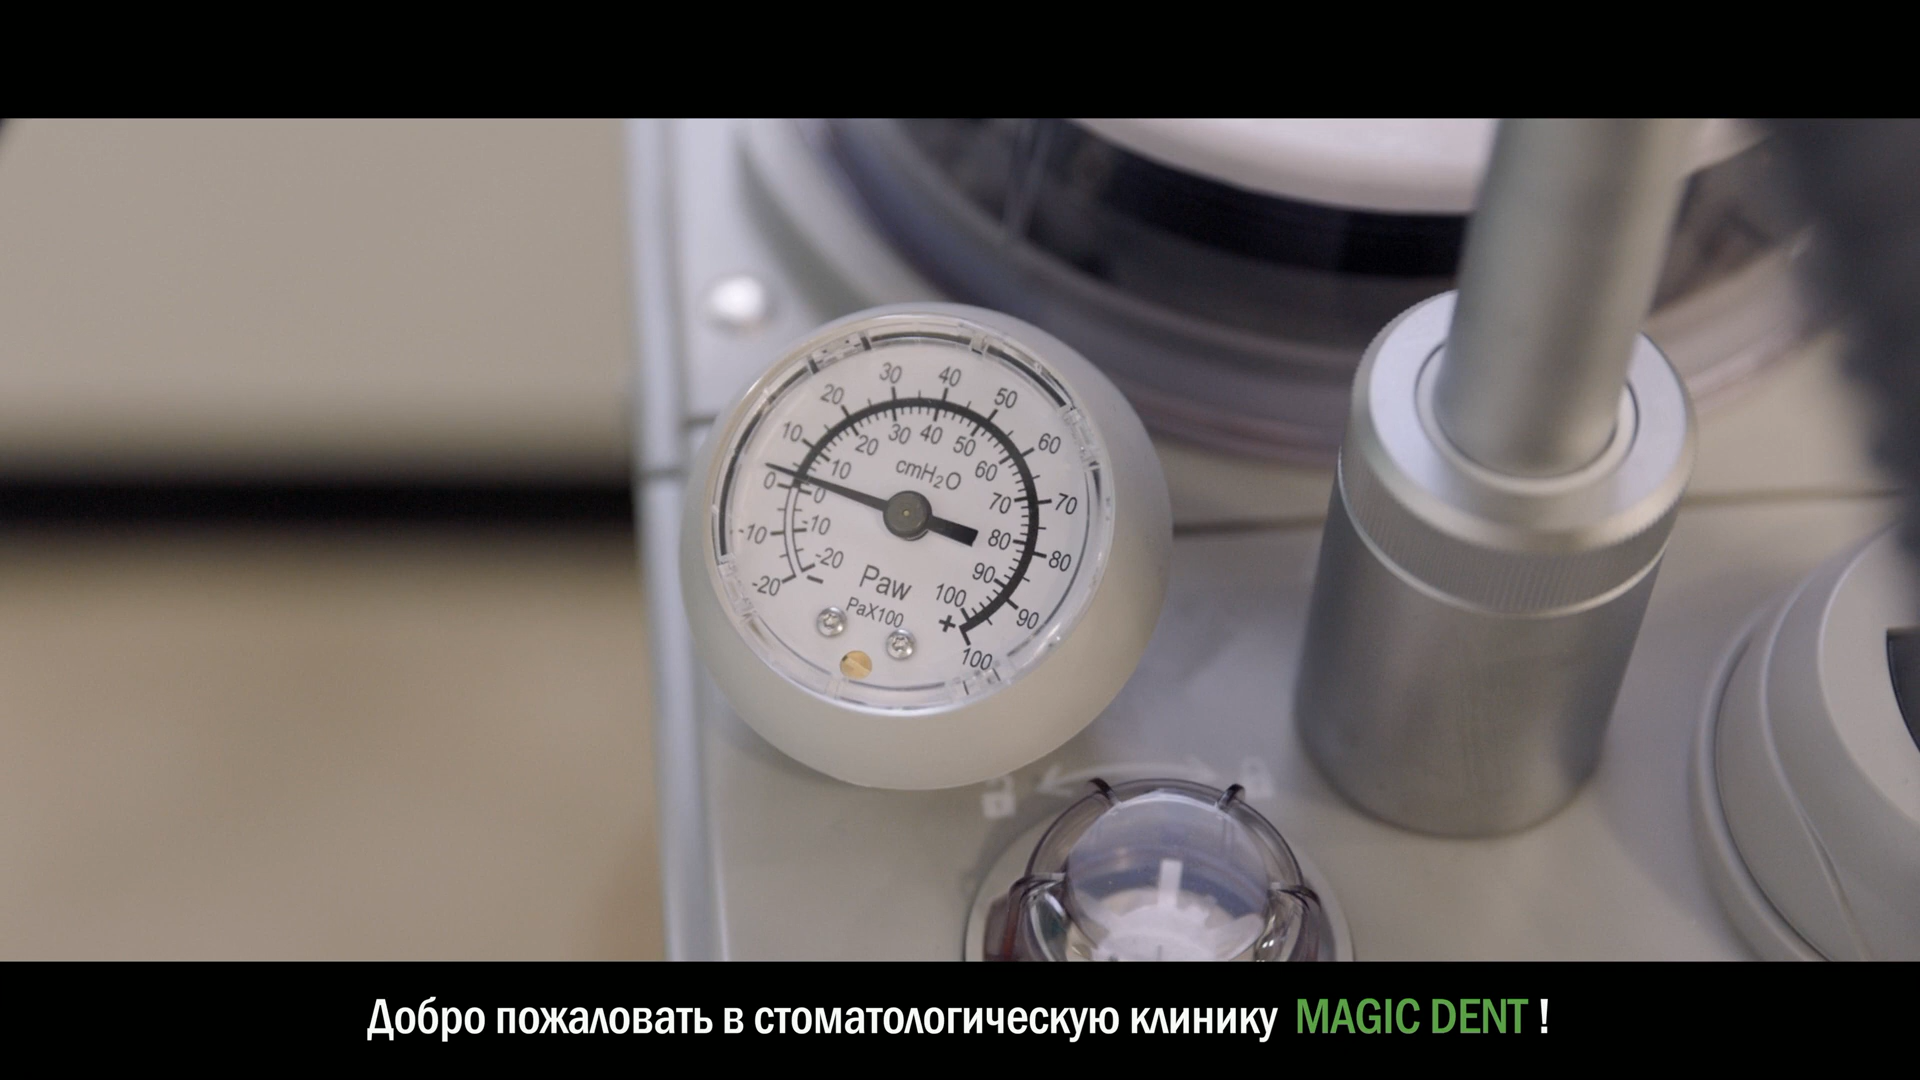 30 40
20 50
10 60
0 70
-10 80
-20 90
100
20 30 40 50
10 60
0 70
-10 80
-20 90
100
cmH₂O
Paw
PaX100
+
−
Добро пожаловать в стоматологическую клинику MAGIC DENT !